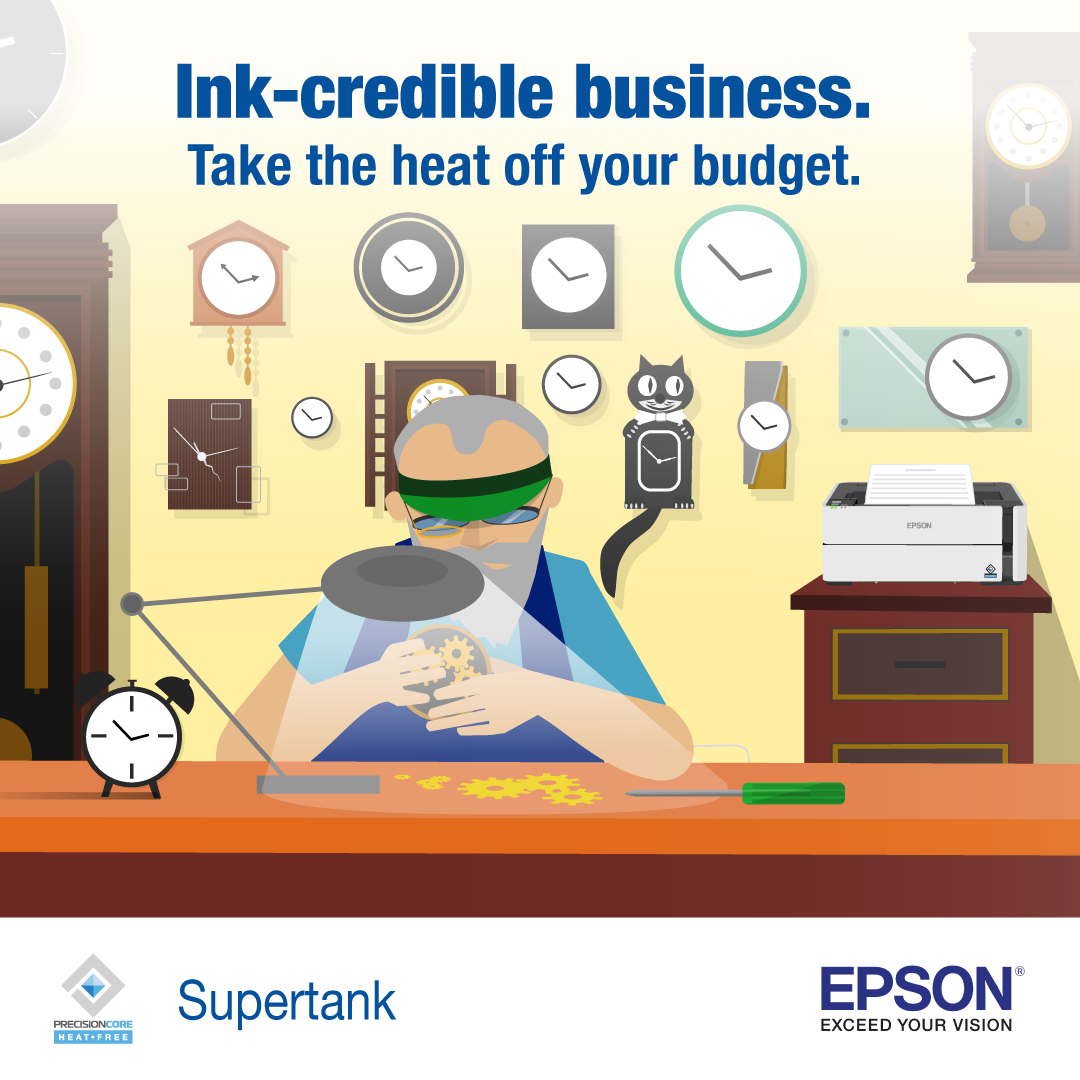 Ink-credible business.
Take the heat off your budget.
EPSON
PRECISIONCORE
HEAT•FREE
Supertank
EPSON®
EXCEED YOUR VISION